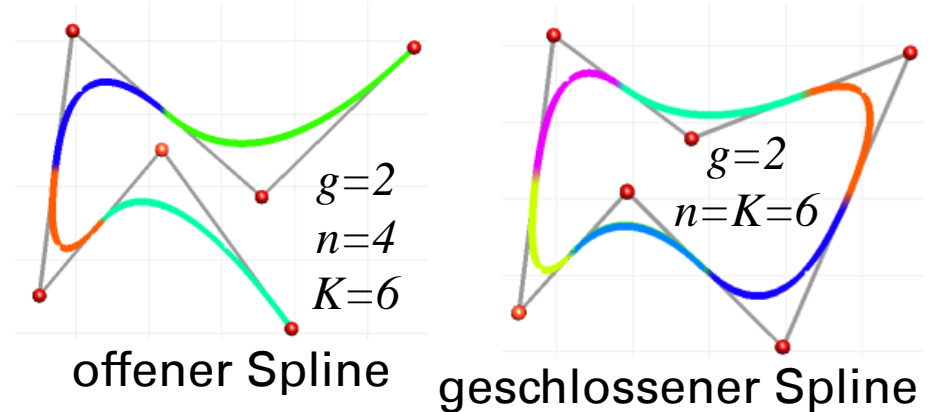 g=2
n=4
K=6
offener Spline
g=2
n=K=6
geschlossener Spline